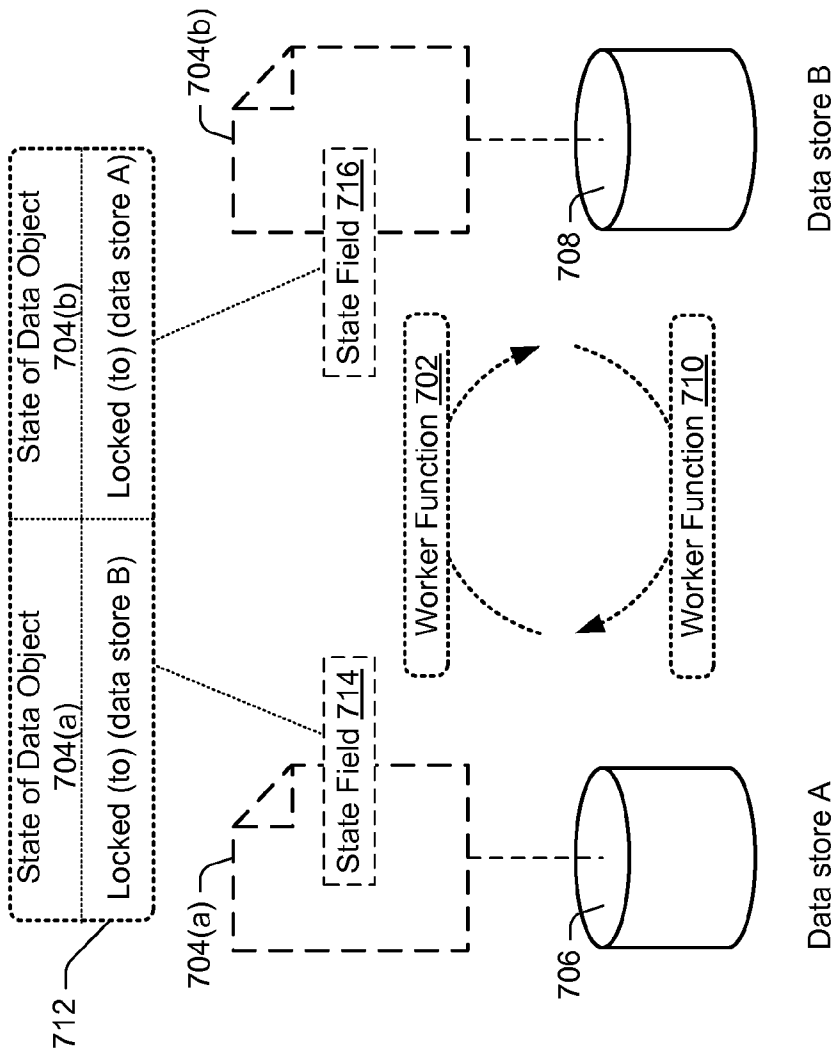 712
State of Data Object
704(a)
Locked (to) (data store B)
State of Data Object
704(b)
Locked (to) (data store A)
704(a)
State Field 714
704(b)
State Field 716
Worker Function 702
Worker Function 710
706
Data store A
708
Data store B